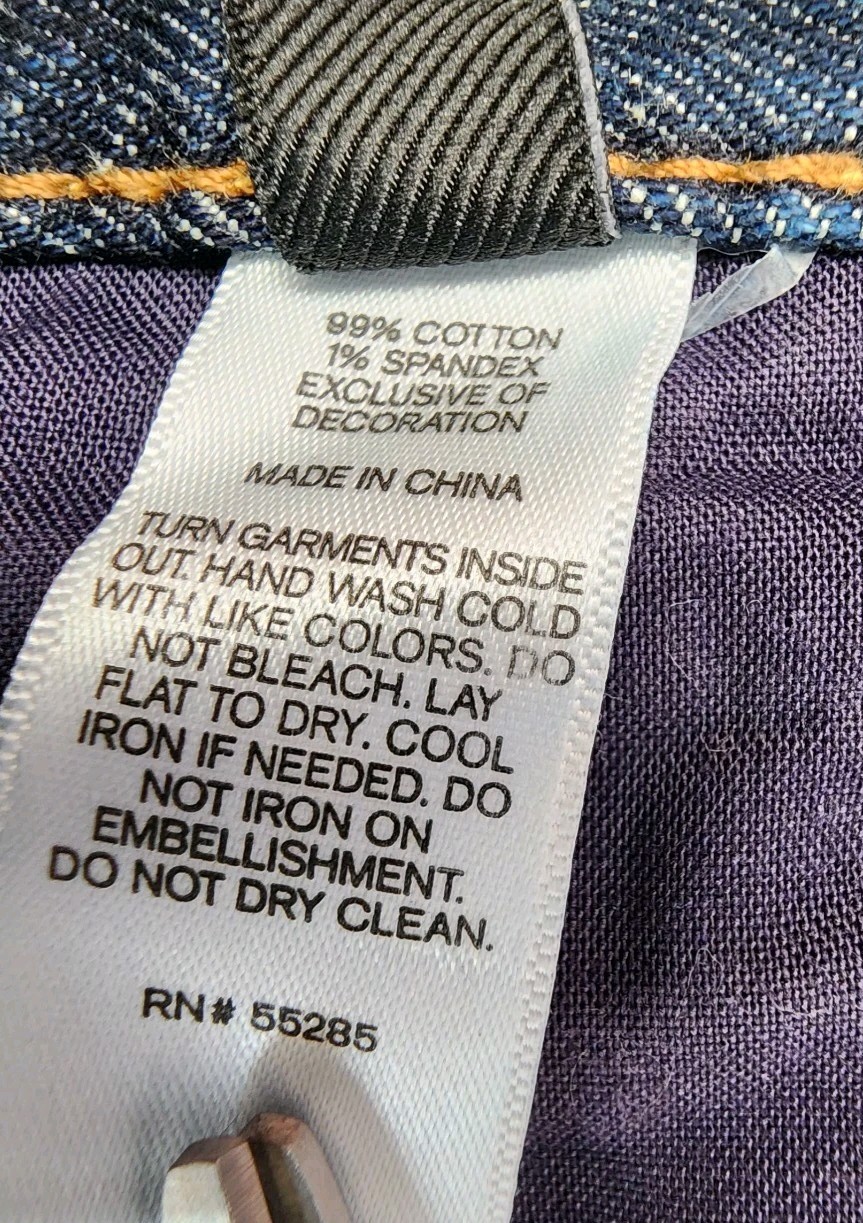 99% COTTON
1% SPANDEX
EXCLUSIVE OF
DECORATION
MADE IN CHINA
TURN GARMENTS INSIDE
OUT. HAND WASH COLD
WITH LIKE COLORS. DO
NOT BLEACH. LAY
FLAT TO DRY. COOL
IRON IF NEEDED. DO
NOT IRON ON
EMBELLISHMENT.
DO NOT DRY CLEAN.
RN# 55285